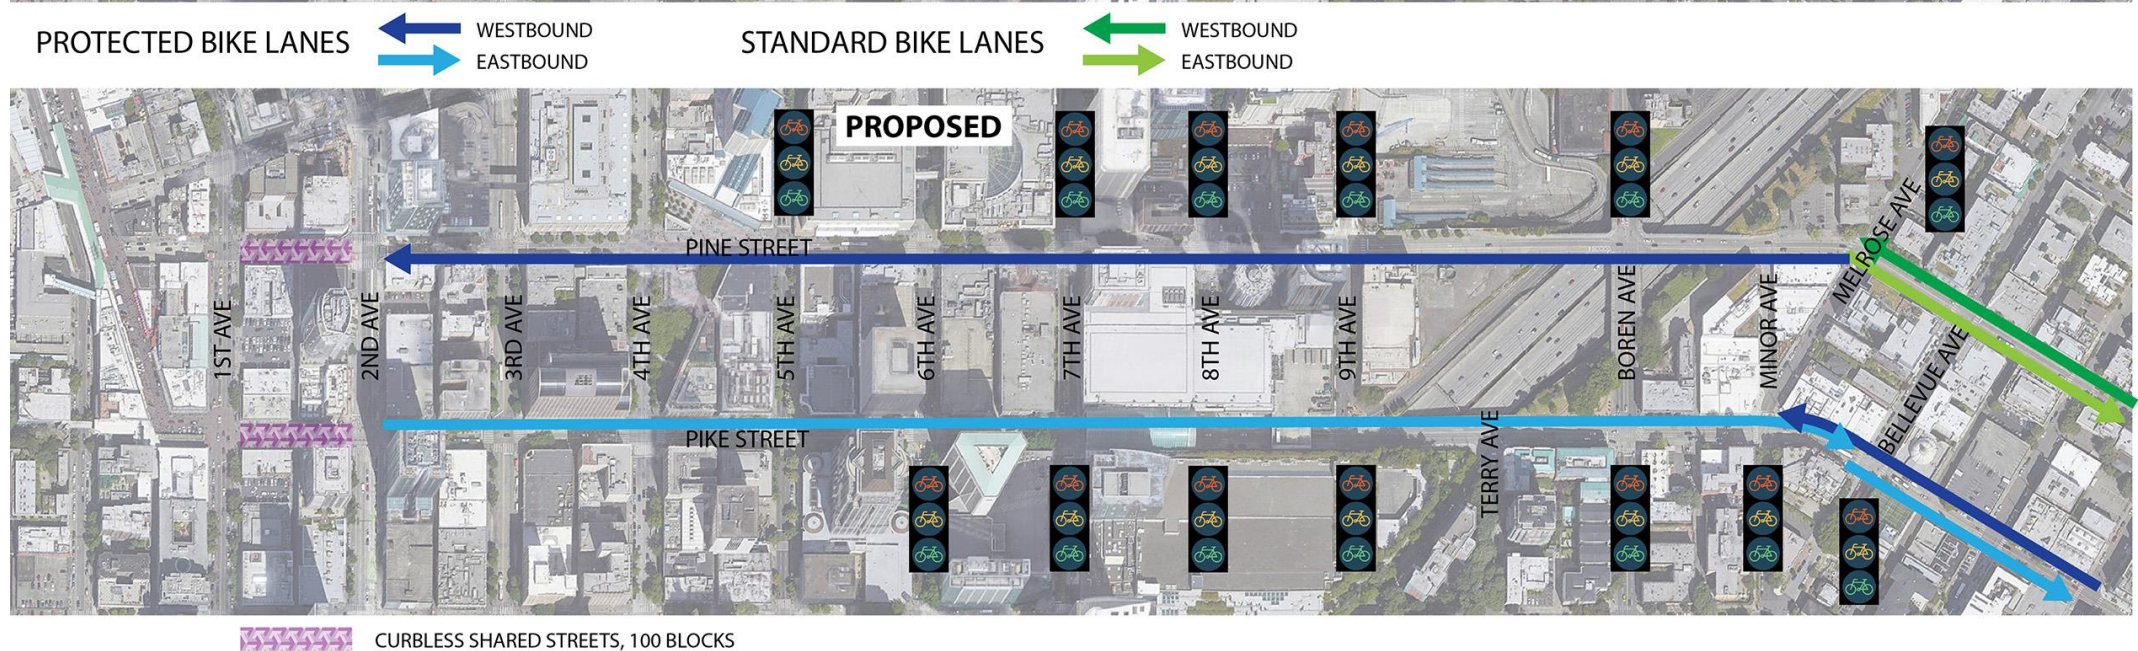 PROTECTED BIKE LANES
WESTBOUND
EASTBOUND
STANDARD BIKE LANES
WESTBOUND
EASTBOUND
PROPOSED
PINE STREET
MELROSE AVE
1ST AVE
2ND AVE
3RD AVE
4TH AVE
5TH AVE
6TH AVE
7TH AVE
8TH AVE
9TH AVE
BOREN AVE
MINOR AVE
BELLEVUE AVE
PIKE STREET
TERRY AVE
CURBLESS SHARED STREETS, 100 BLOCKS